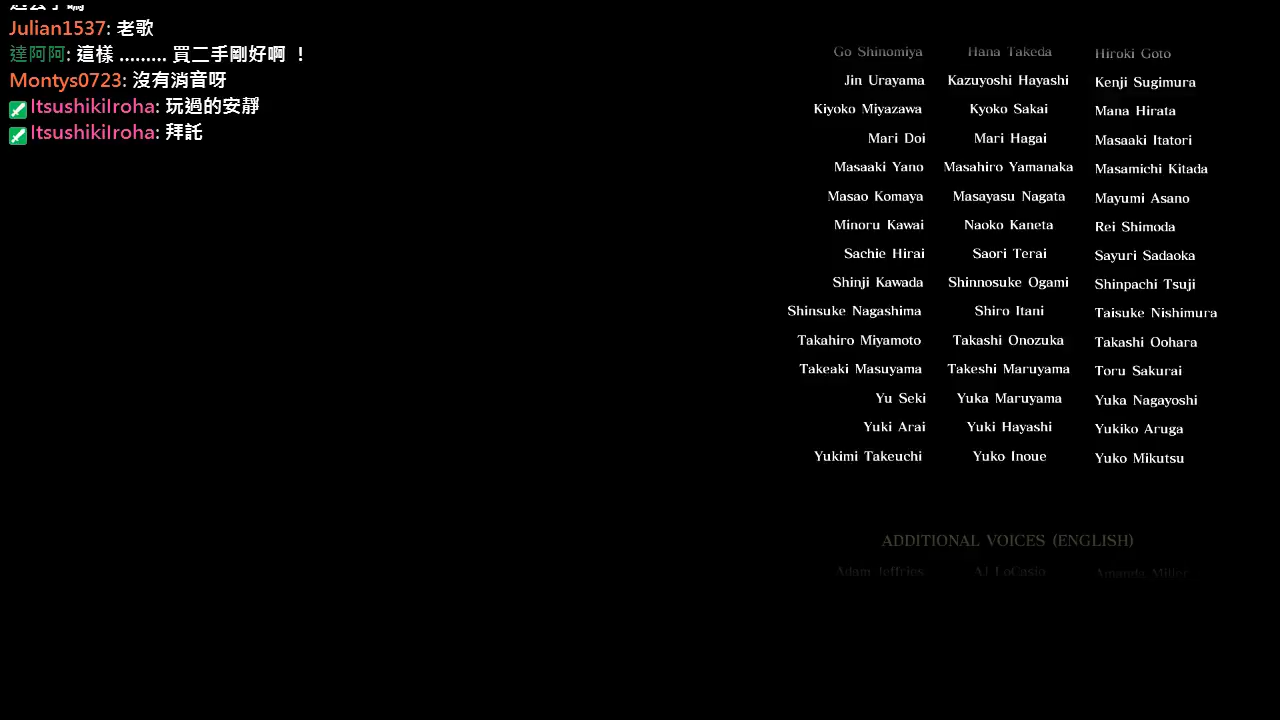 Julian1537: 老歌
達阿阿: 這樣 ......... 買二手剛好啊 ！
Montys0723: 沒有消音呀
ItsushikiIroha: 玩過的安靜
ItsushikiIroha: 拜託
Go Shinomiya Hana Takeda Hiroki Goto
Jin Urayama Kazuyoshi Hayashi Kenji Sugimura
Kiyoko Miyazawa Kyoko Sakai Mana Hirata
Mari Doi Mari Hagai Masaaki Itatori
Masaaki Yano Masahiro Yamanaka Masamichi Kitada
Masao Komaya Masayasu Nagata Mayumi Asano
Minoru Kawai Naoko Kaneta Rei Shimoda
Sachie Hirai Saori Terai Sayuri Sadaoka
Shinji Kawada Shinnosuke Ogami Shinpachi Tsuji
Shinsuke Nagashima Shiro Itani Taisuke Nishimura
Takahiro Miyamoto Takashi Onozuka Takashi Oohara
Takeaki Masuyama Takeshi Maruyama Toru Sakurai
Yu Seki Yuka Maruyama Yuka Nagayoshi
Yuki Arai Yuki Hayashi Yukiko Aruga
Yukimi Takeuchi Yuko Inoue Yuko Mikutsu
ADDITIONAL VOICES (ENGLISH)
Adam Jeffries AJ LoCasio Amanda Miller